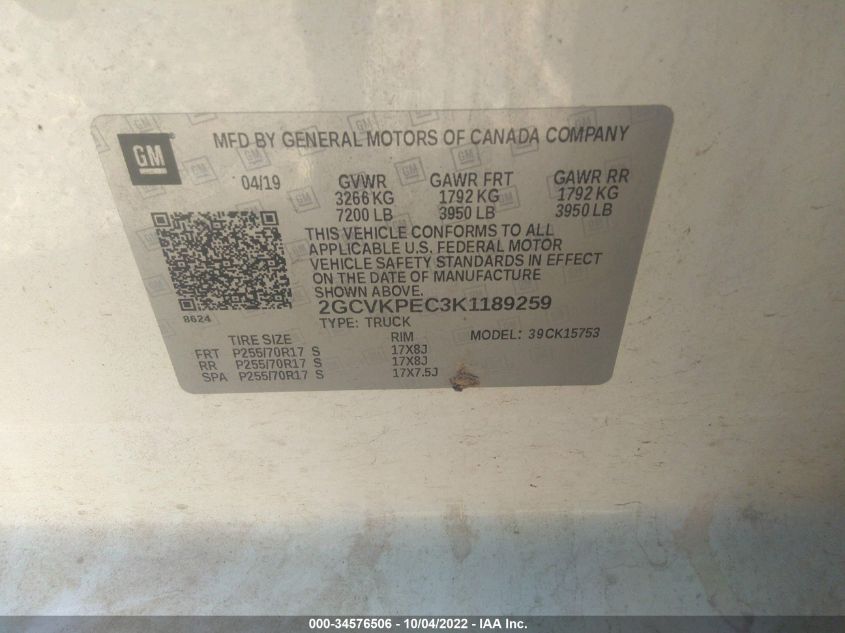 GM
MFD BY GENERAL MOTORS OF CANADA COMPANY
04/19 GVWR GAWR FRT GAWR RR
3266 KG 1792 KG 1792 KG
7200 LB 3950 LB 3950 LB
THIS VEHICLE CONFORMS TO ALL
APPLICABLE U.S. FEDERAL MOTOR
VEHICLE SAFETY STANDARDS IN EFFECT
ON THE DATE OF MANUFACTURE
SHOWN ABOVE.
8624
2GCVKPEC3K1189259
TYPE: TRUCK
MODEL: 39CK15753
TIRE SIZE RIM
FRT P255/70R17 S 17X8J
RR P255/70R17 S 17X8J
SPA P255/70R17 S 17X7.5J
000-34576506 - 10/04/2022 - IAA Inc.